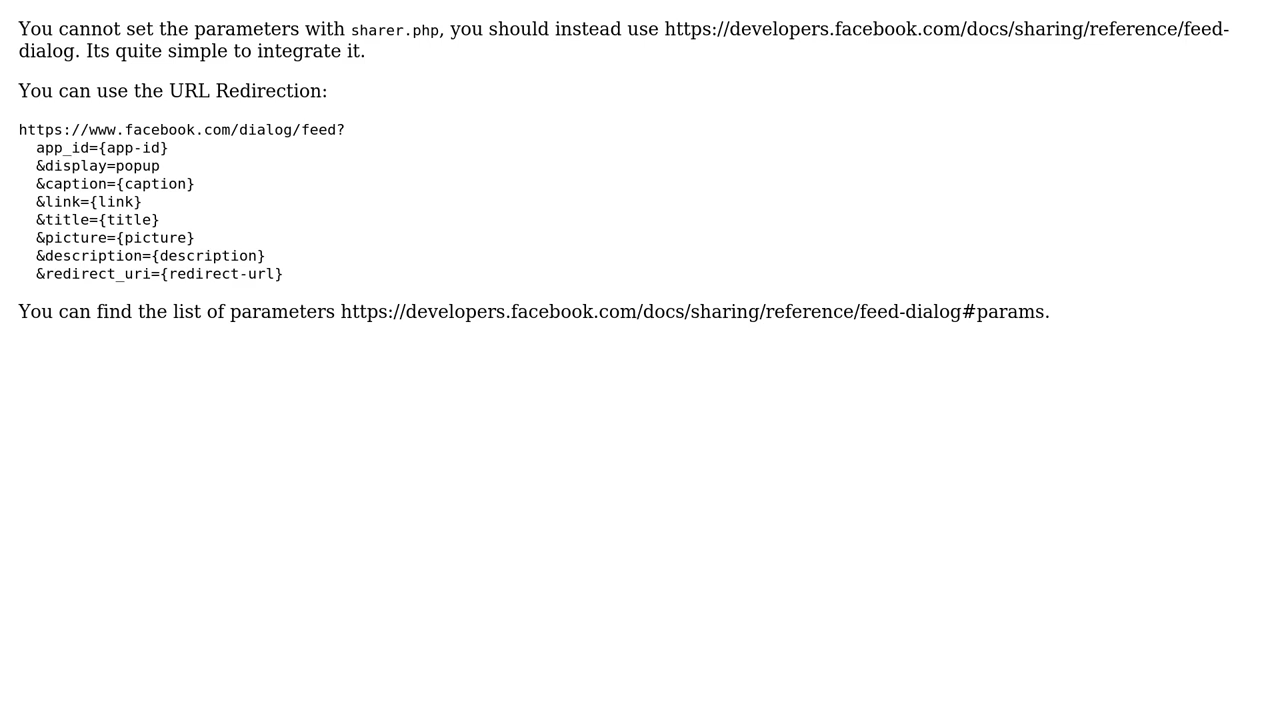 You cannot set the parameters with sharer.php, you should instead use https://developers.facebook.com/docs/sharing/reference/feed-
dialog. Its quite simple to integrate it.
You can use the URL Redirection:
https://www.facebook.com/dialog/feed?
  app_id={app-id}
  &display=popup
  &caption={caption}
  &link={link}
  &title={title}
  &picture={picture}
  &description={description}
  &redirect_uri={redirect-url}
You can find the list of parameters https://developers.facebook.com/docs/sharing/reference/feed-dialog#params.